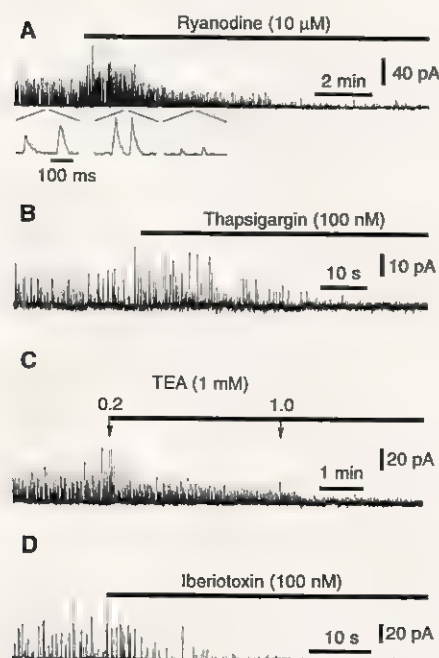 A
Ryanodine (10 µM)
2 min
40 pA
100 ms
B
Thapsigargin (100 nM)
10 s
10 pA
C
TEA (1 mM)
0.2
1.0
1 min
20 pA
D
Iberiotoxin (100 nM)
10 s
20 pA